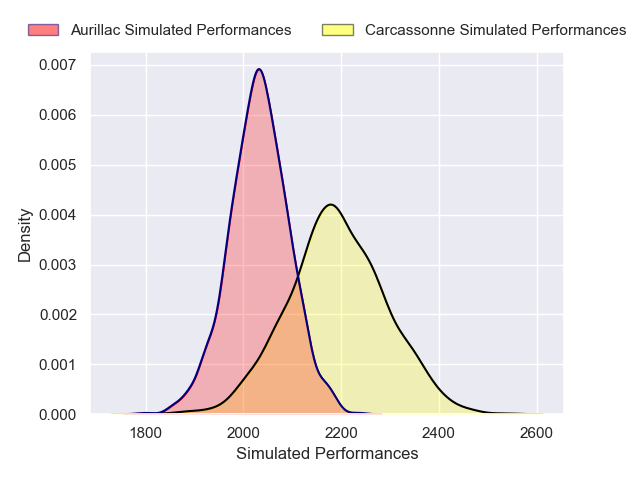 Aurillac Simulated Performances Carcassonne Simulated Performances
0.007
0.006
0.005
0.004
0.003
0.002
0.001
0.000
Density
1800 2000 2200 2400 2600
Simulated Performances